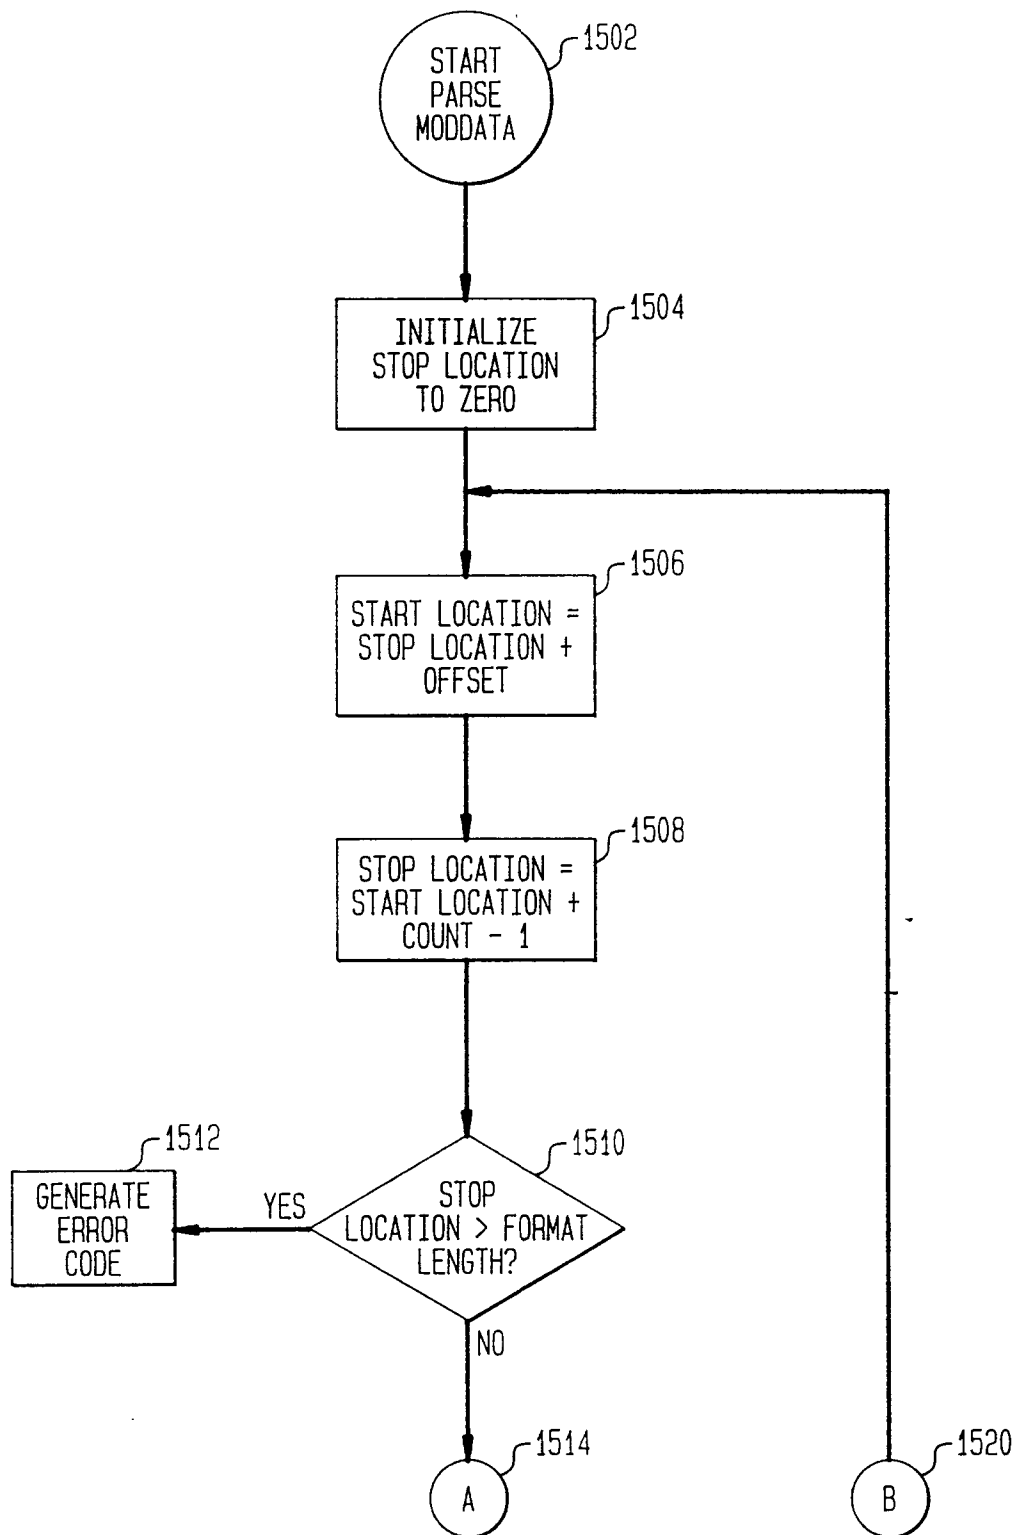 1502
START
PARSE
MODDATA
1504
INITIALIZE
STOP LOCATION
TO ZERO
1506
START LOCATION =
STOP LOCATION +
OFFSET
1508
STOP LOCATION =
START LOCATION +
COUNT - 1
1510
STOP
LOCATION > FORMAT
LENGTH?
YES
1512
GENERATE
ERROR
CODE
NO
1514
A
1520
B